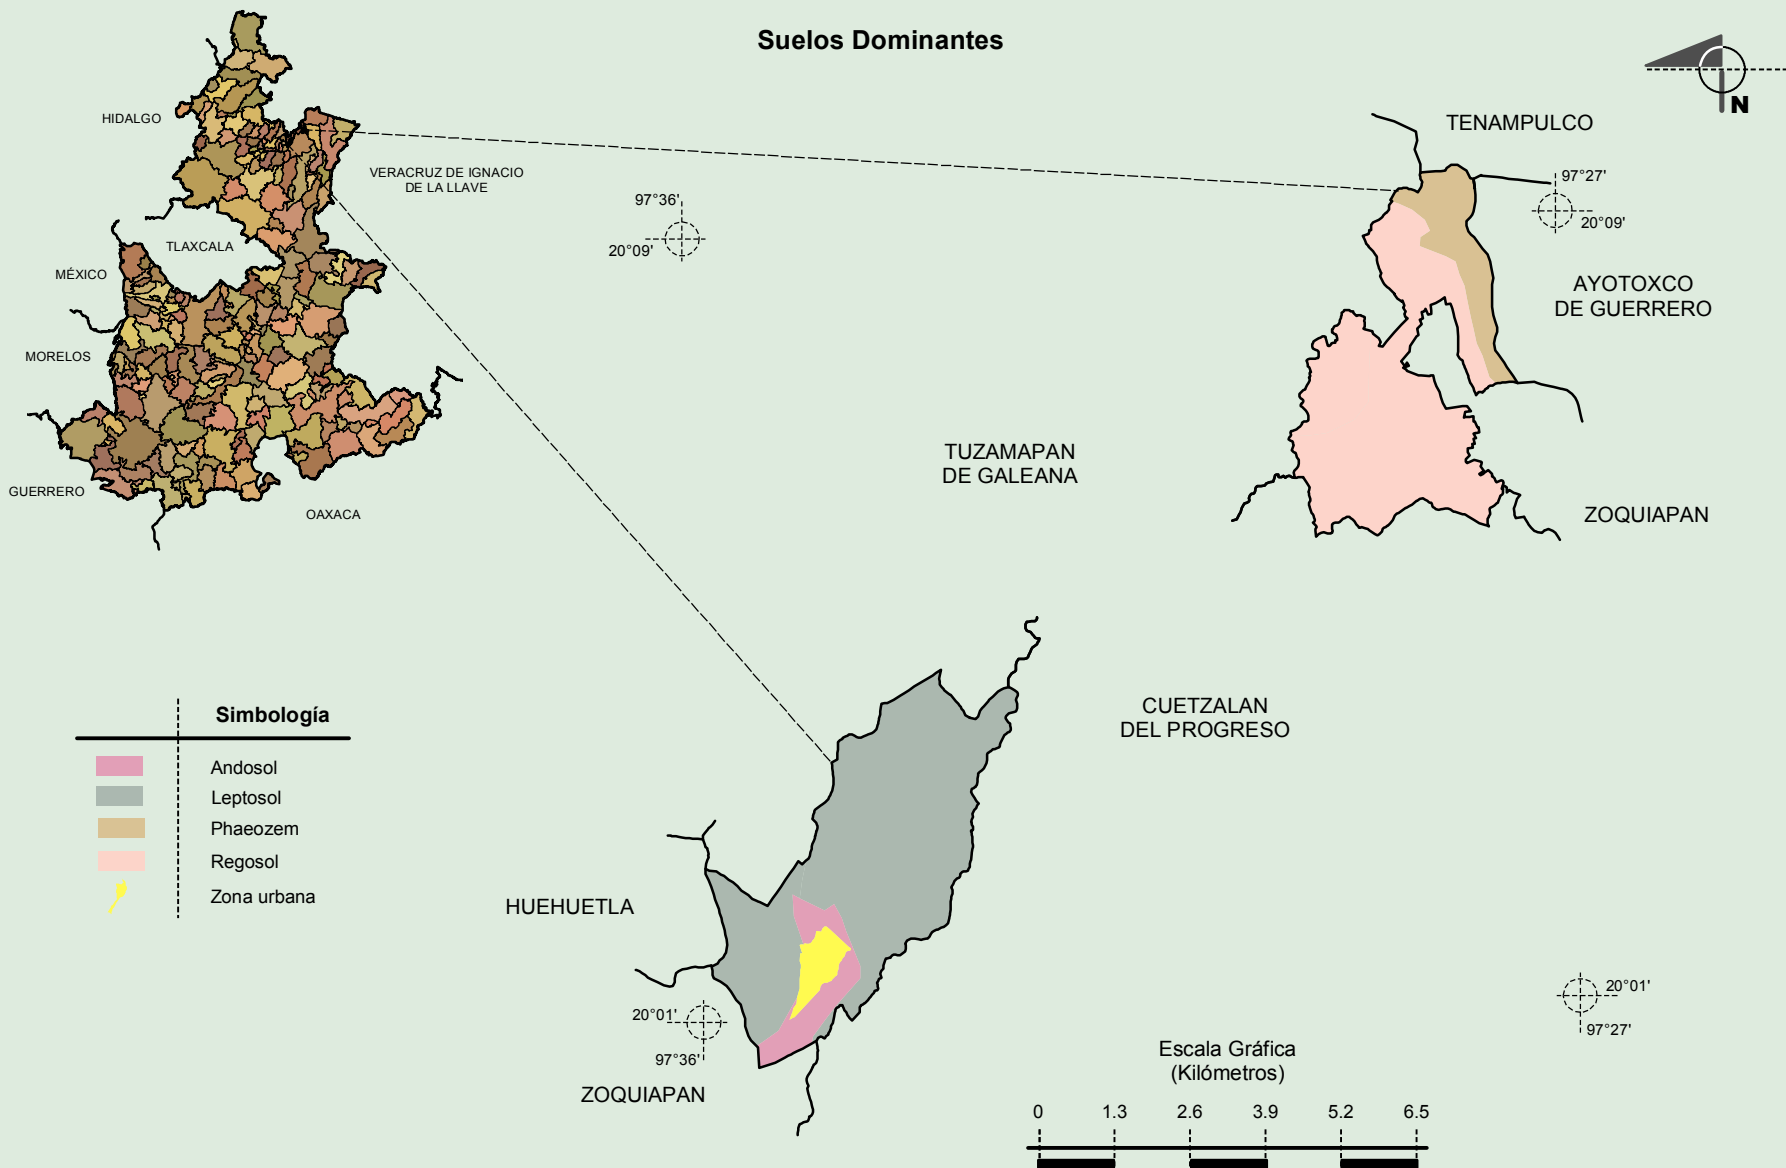 Suelos Dominantes
N
HIDALGO
VERACRUZ DE IGNACIO
DE LA LLAVE
TLAXCALA
MÉXICO
MORELOS
GUERRERO
OAXACA
97°36'
20°09'
TENAMPULCO
97°27'
20°09'
AYOTOXCO
DE GUERRERO
TUZAMAPAN
DE GALEANA
ZOQUIAPAN
CUETZALAN
DEL PROGRESO
Simbología
Andosol
Leptosol
Phaeozem
Regosol
Zona urbana
HUEHUETLA
20°01'
97°36'
ZOQUIAPAN
20°01'
97°27'
Escala Gráfica
(Kilómetros)
0 1.3 2.6 3.9 5.2 6.5